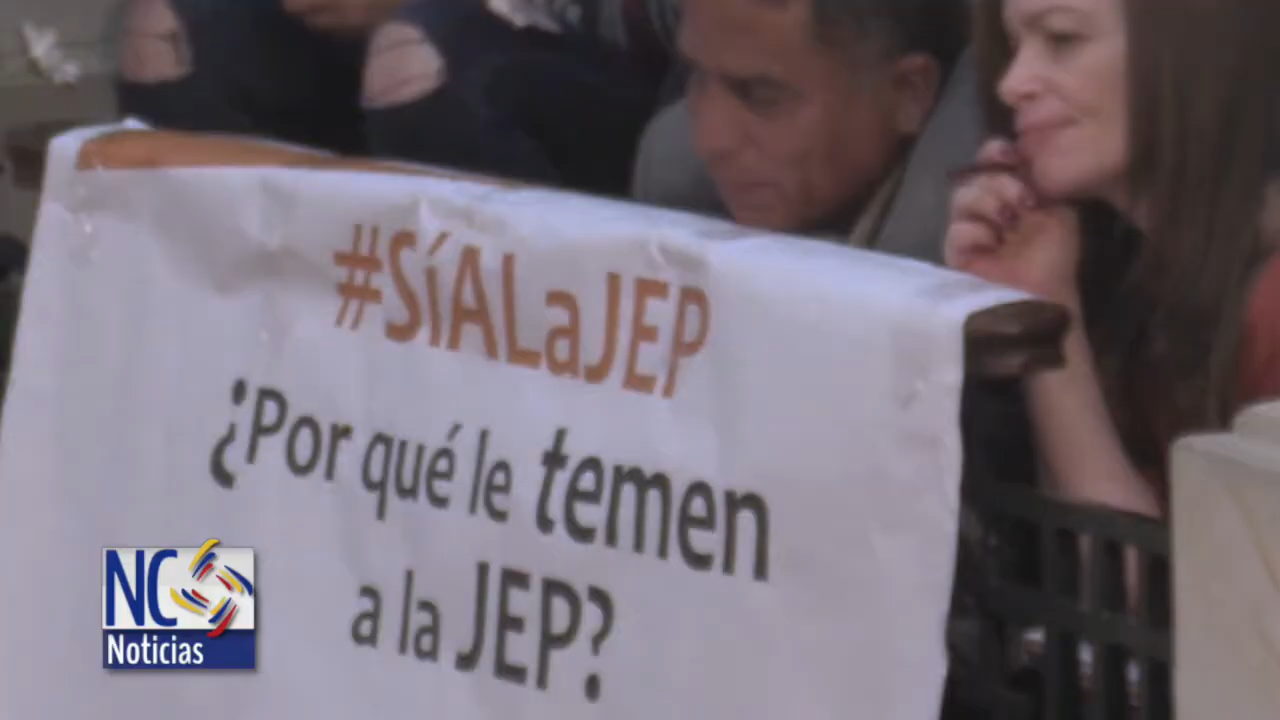 #SíALaJEP
¿Por qué le temen
a la JEP?
NC
Noticias